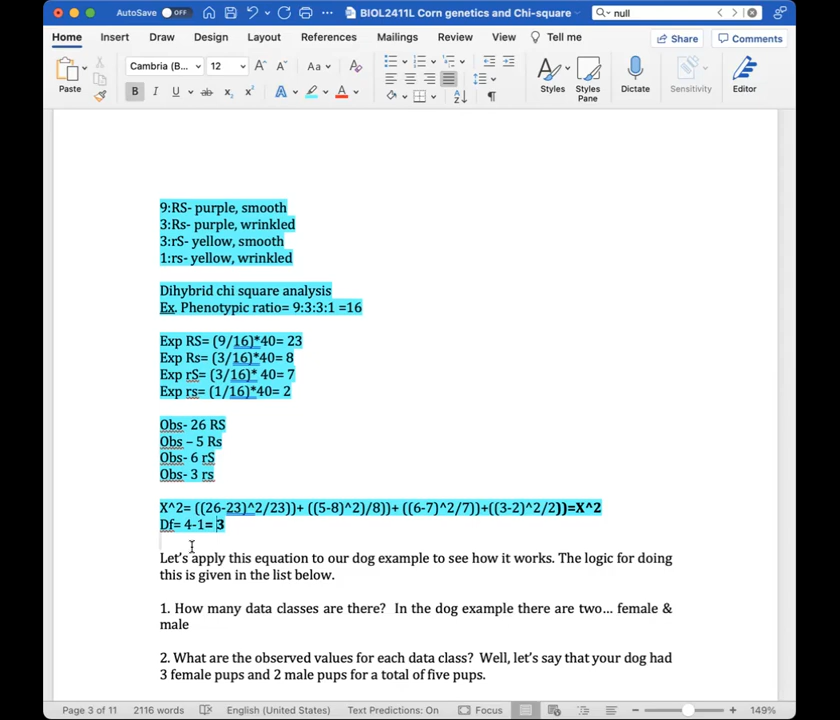 AutoSave OFF BIOL2411L Corn genetics and Chi-square null
Home Insert Draw Design Layout References Mailings Review View Tell me Share Comments
Cambria (B... 12 A^ Aˇ Aa
Paste B I U ab x₂ x² A A Styles Styles Pane Dictate Sensitivity Editor
9:RS- purple, smooth
3:Rs- purple, wrinkled
3:rS- yellow, smooth
1:rs- yellow, wrinkled
Dihybrid chi square analysis
Ex. Phenotypic ratio= 9:3:3:1 =16
Exp RS= (9/16)*40= 23
Exp Rs= (3/16)*40= 8
Exp rS= (3/16)* 40= 7
Exp rs= (1/16)*40= 2
Obs- 26 RS
Obs – 5 Rs
Obs- 6 rS
Obs- 3 rs
X^2= ((26-23)^2/23))+ ((5-8)^2)/8))+ ((6-7)^2/7))+((3-2)^2/2))=X^2
Df= 4-1= 3
Let's apply this equation to our dog example to see how it works. The logic for doing
this is given in the list below.
1. How many data classes are there? In the dog example there are two... female &
male
2. What are the observed values for each data class? Well, let's say that your dog had
3 female pups and 2 male pups for a total of five pups.
Page 3 of 11 2116 words English (United States) Text Predictions: On Focus 149%